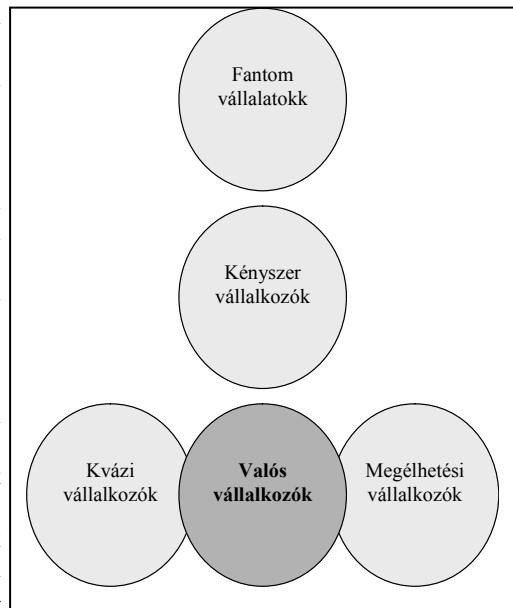 Fantom
vállalatokk
Kényszer
vállalkozók
Kvázi
vállalkozók
Valós
vállalkozók
Megélhetési
vállalkozók